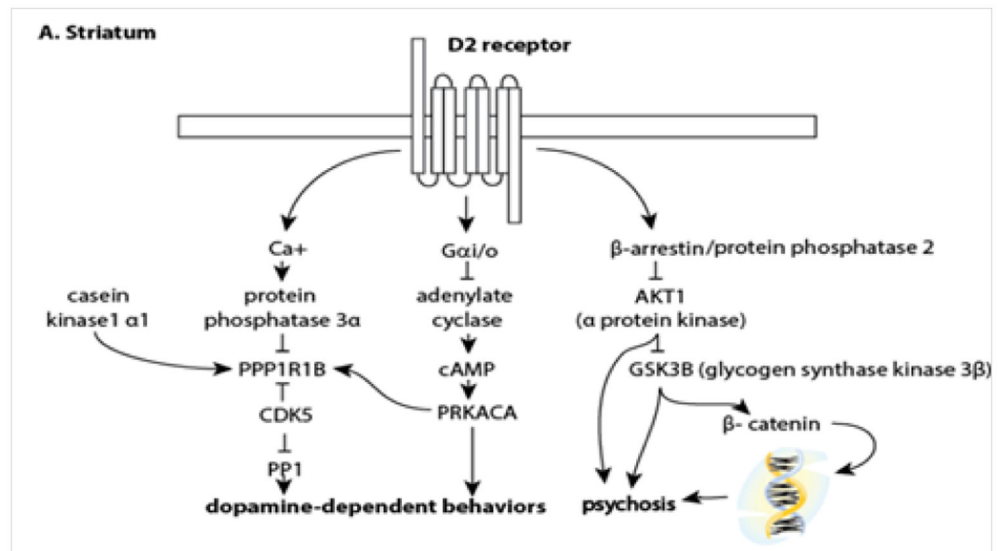 A. Striatum
D2 receptor
Ca+
Gαi/o
β-arrestin/protein phosphatase 2
casein
kinase1 α1
protein
phosphatase 3α
adenylate
cyclase
AKT1
(α protein kinase)
PPP1R1B
cAMP
GSK3B (glycogen synthase kinase 3β)
CDK5
PRKACA
β- catenin
PP1
dopamine-dependent behaviors
psychosis